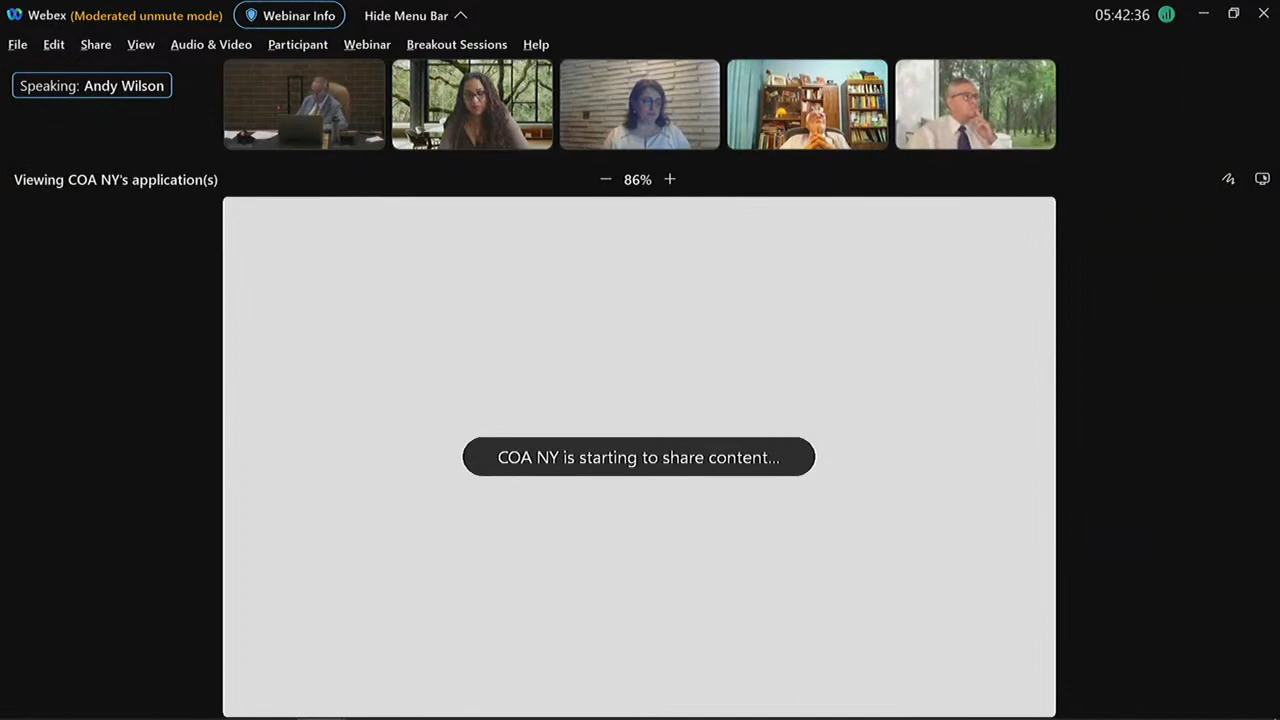 Webex (Moderated unmute mode) Webinar Info Hide Menu Bar 05:42:36
File Edit Share View Audio & Video Participant Webinar Breakout Sessions Help
Speaking: Andy Wilson
Viewing COA NY's application(s) − 86% +
COA NY is starting to share content...